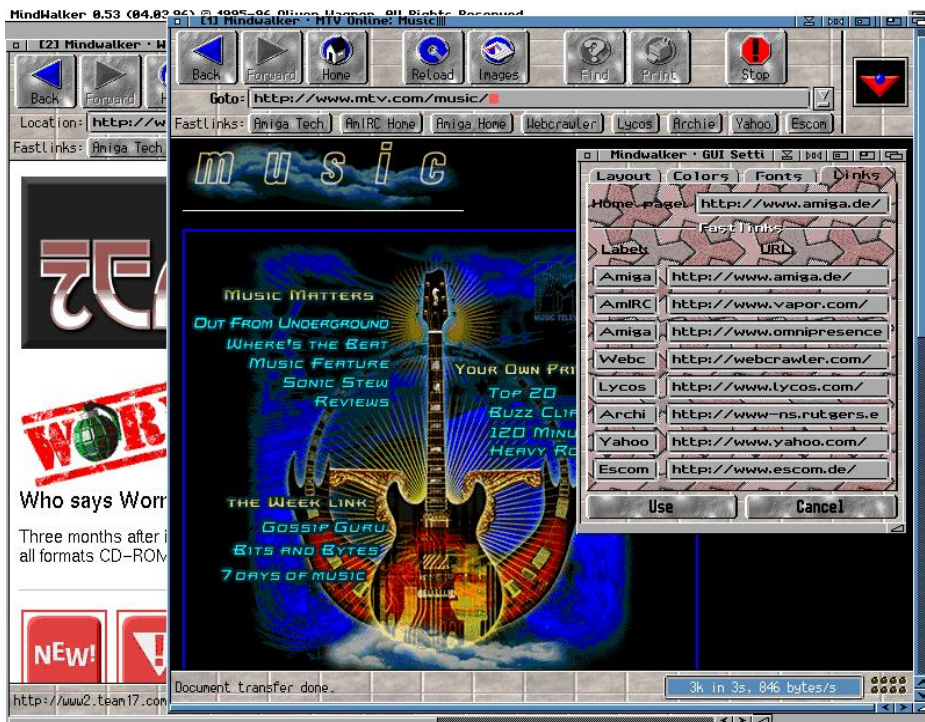 MindWalker 0.53 (04.03.96) © 1995-96 Oliver Wagner, All Rights Reserved
[2] Mindwalker · W
Back
Forward
H
Location: http://w
Fastlinks: Amiga Tech
WOR
Who says Worr
Three months after i
all formats CD-ROM
NEW!
http://www2.team17.com
[1] Mindwalker · MTV Online: Music
Back
Forward
Home
Reload
Images
Find
Print
Stop
Goto: http://www.mtv.com/music/
Fastlinks: Amiga Tech AmIRC Home Amiga Home Webcrawler Lycos Archie Yahoo Escom
music
ONLINE
MUSIC TELEV
MUSIC MATTERS
OUT FROM UNDERGROUND
WHERE'S THE BEAT
MUSIC FEATURE
SONIC STEW
REVIEWS
YOUR OWN PRI
TOP 20
BUZZ CLIP
120 MINU
HEAVY RO
THE WEEK LINK
GOSSIP GURU
BITS AND BYTES
7 DAYS OF MUSIC
Document transfer done.
3k in 3s, 846 bytes/s
Mindwalker · GUI Setti
Layout Colors Fonts Links
Home page: http://www.amiga.de/
Fastlinks
Label: URL:
Amiga http://www.amiga.de/
AmIRC http://www.vapor.com/
Amiga http://www.omnipresence
Webc http://webcrawler.com/
Lycos http://www.lycos.com/
Archi http://www-ns.rutgers.e
Yahoo http://www.yahoo.com/
Escom http://www.escom.de/
Use Cancel